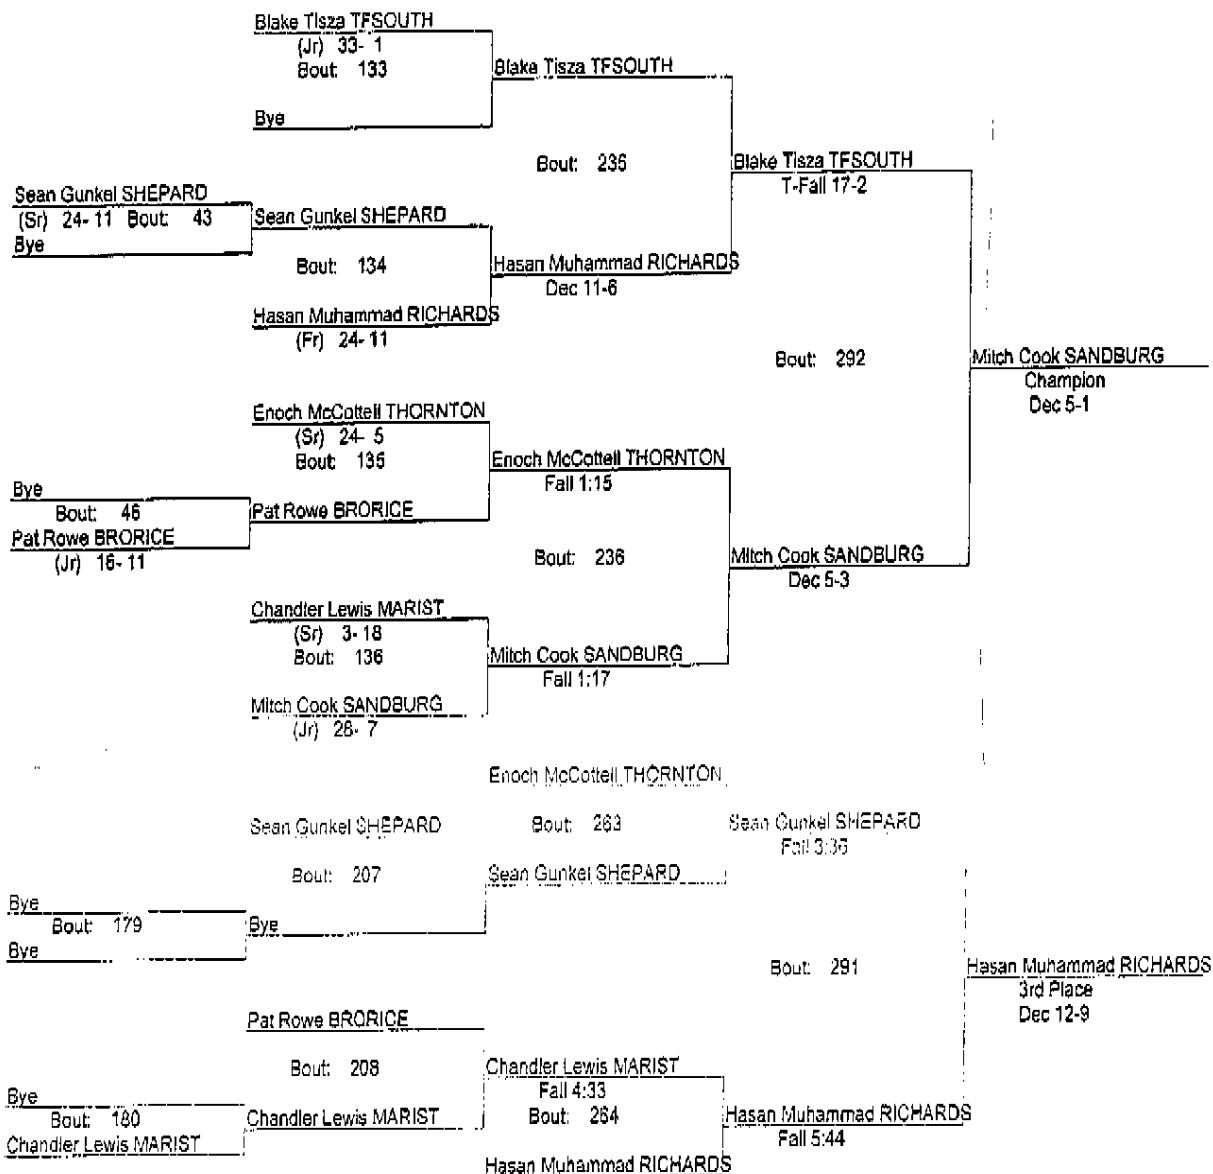 Blake Tisza TFSOUTH
(Jr) 33- 1
Bout: 133
Blake Tisza TFSOUTH
Bye
Bout: 235
Blake Tisza TFSOUTH
T-Fall 17-2
Sean Gunkel SHEPARD
(Sr) 24- 11 Bout: 43
Bye
Sean Gunkel SHEPARD
Bout: 134
Hasan Muhammad RICHARDS
Dec 11-6
Hasan Muhammad RICHARDS
(Fr) 24- 11
Bout: 292
Mitch Cook SANDBURG
Champion
Dec 5-1
Enoch McCottell THORNTON
(Sr) 24- 5
Bout: 135
Enoch McCottell THORNTON
Fall 1:15
Bye
Bout: 46
Pat Rowe BRORICE
(Jr) 16- 11
Pat Rowe BRORICE
Bout: 236
Mitch Cook SANDBURG
Dec 5-3
Chandler Lewis MARIST
(Sr) 3- 18
Bout: 136
Mitch Cook SANDBURG
Fall 1:17
Mitch Cook SANDBURG
(Jr) 28- 7
Enoch McCottell THORNTON
Sean Gunkel SHEPARD
Bout: 263
Sean Gunkel SHEPARD
Fall 3:36
Bout: 207
Sean Gunkel SHEPARD
Bye
Bout: 179
Bye
Bye
Bout: 291
Hasan Muhammad RICHARDS
3rd Place
Dec 12-9
Pat Rowe BRORICE
Bout: 208
Chandler Lewis MARIST
Fall 4:33
Bout: 264
Bye
Bout: 180
Chandler Lewis MARIST
Chandler Lewis MARIST
Hasan Muhammad RICHARDS
Fall 5:44
Hasan Muhammad RICHARDS